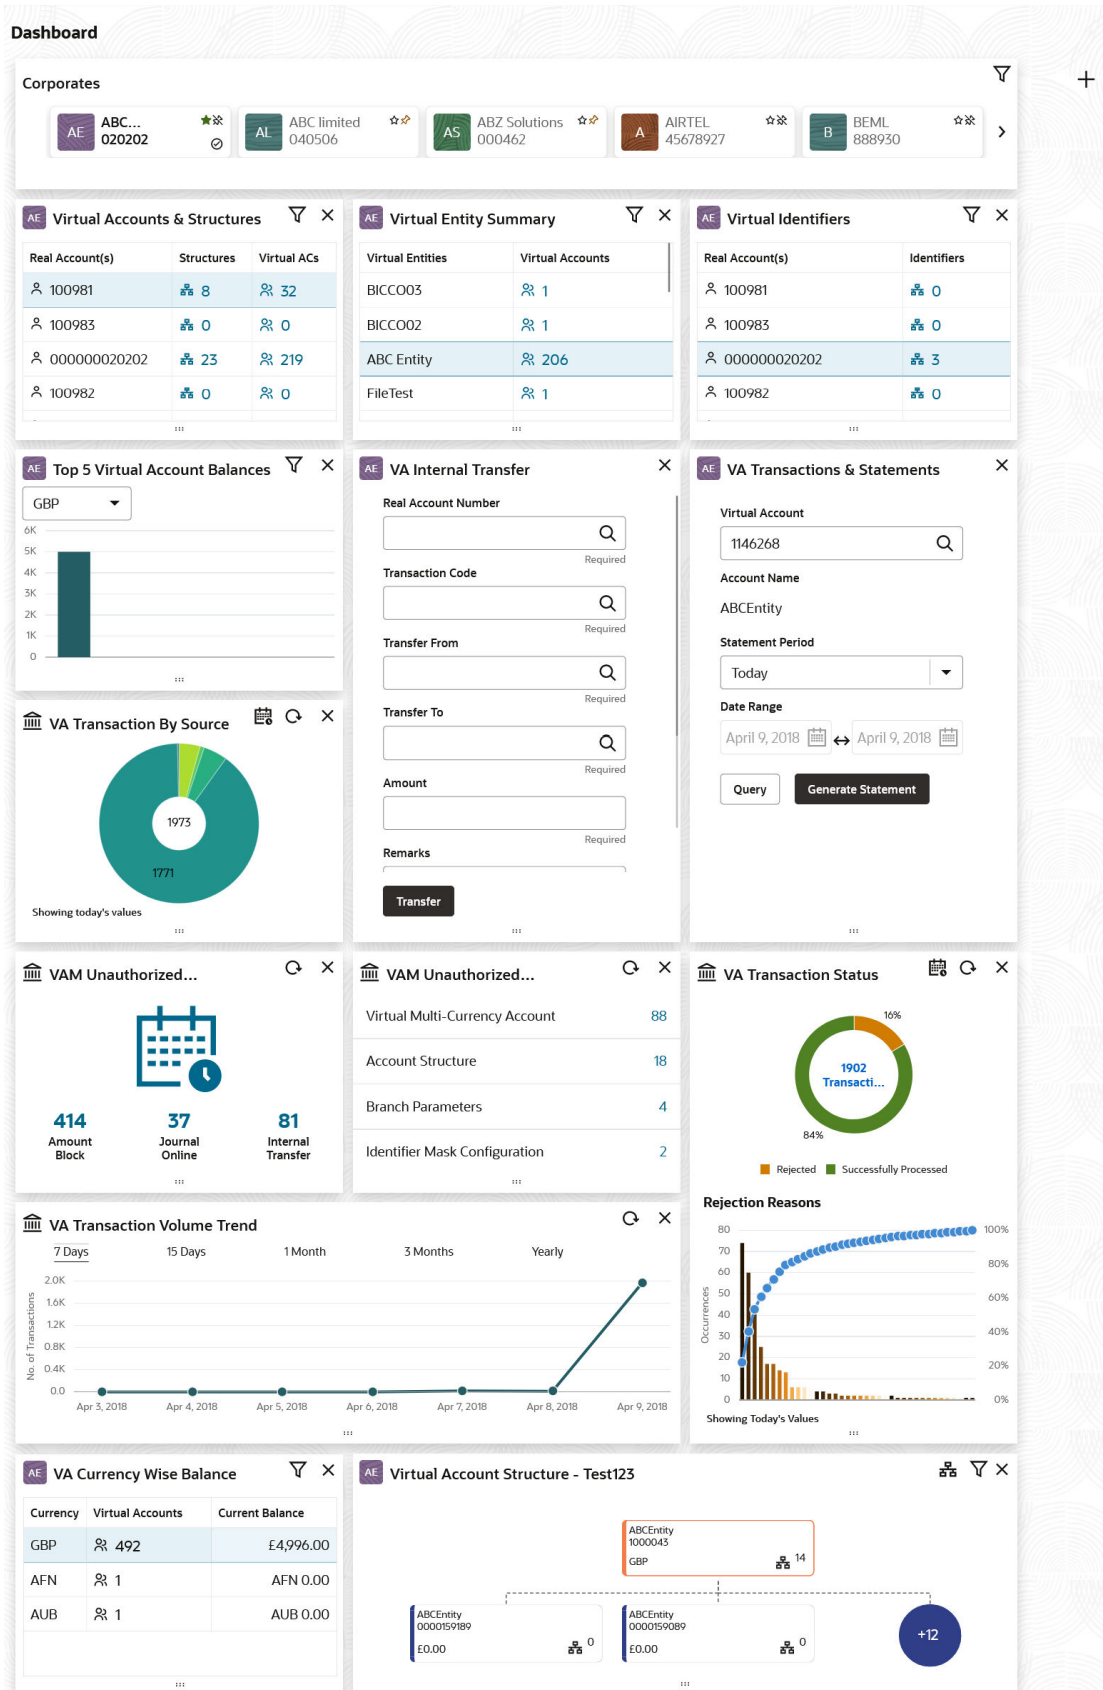 Dashboard
Corporates
AE ABC... 020202
AL ABC limited 040506
AS ABZ Solutions 000462
A AIRTEL 45678927
B BEML 888930
AE Virtual Accounts & Structures
Real Account(s) Structures Virtual ACs
100981 8 32
100983 0 0
000000020202 23 219
100982 0 0
AE Virtual Entity Summary
Virtual Entities Virtual Accounts
BICCO03 1
BICCO02 1
ABC Entity 206
FileTest 1
AE Virtual Identifiers
Real Account(s) Identifiers
100981 0
100983 0
000000020202 3
100982 0
AE Top 5 Virtual Account Balances
GBP
6K
5K
4K
3K
2K
1K
0
AE VA Internal Transfer
Real Account Number
Required
Transaction Code
Required
Transfer From
Required
Transfer To
Required
Amount
Required
Remarks
Transfer
AE VA Transactions & Statements
Virtual Account
1146268
Account Name
ABCEntity
Statement Period
Today
Date Range
April 9, 2018 April 9, 2018
Query Generate Statement
VA Transaction By Source
1973
1771
Showing today's values
VAM Unauthorized...
414 37 81
Amount Block
Journal Online
Internal Transfer
VAM Unauthorized...
Virtual Multi-Currency Account 88
Account Structure 18
Branch Parameters 4
Identifier Mask Configuration 2
VA Transaction Status
16%
1902
Transacti...
84%
Rejected Successfully Processed
Rejection Reasons
80 100%
70
60 80%
50 60%
40
30 40%
20 20%
10
0 0%
Occurrences
Showing Today's Values
VA Transaction Volume Trend
7 Days 15 Days 1 Month 3 Months Yearly
No. of Transactions
2.0K
1.6K
1.2K
0.8K
0.4K
0.0
Apr 3, 2018 Apr 4, 2018 Apr 5, 2018 Apr 6, 2018 Apr 7, 2018 Apr 8, 2018 Apr 9, 2018
AE VA Currency Wise Balance
Currency Virtual Accounts Current Balance
GBP 492 £4,996.00
AFN 1 AFN 0.00
AUB 1 AUB 0.00
AE Virtual Account Structure - Test123
ABCEntity
1000043
GBP 14
ABCEntity
0000159189
£0.00 0
ABCEntity
0000159089
£0.00 0
+12